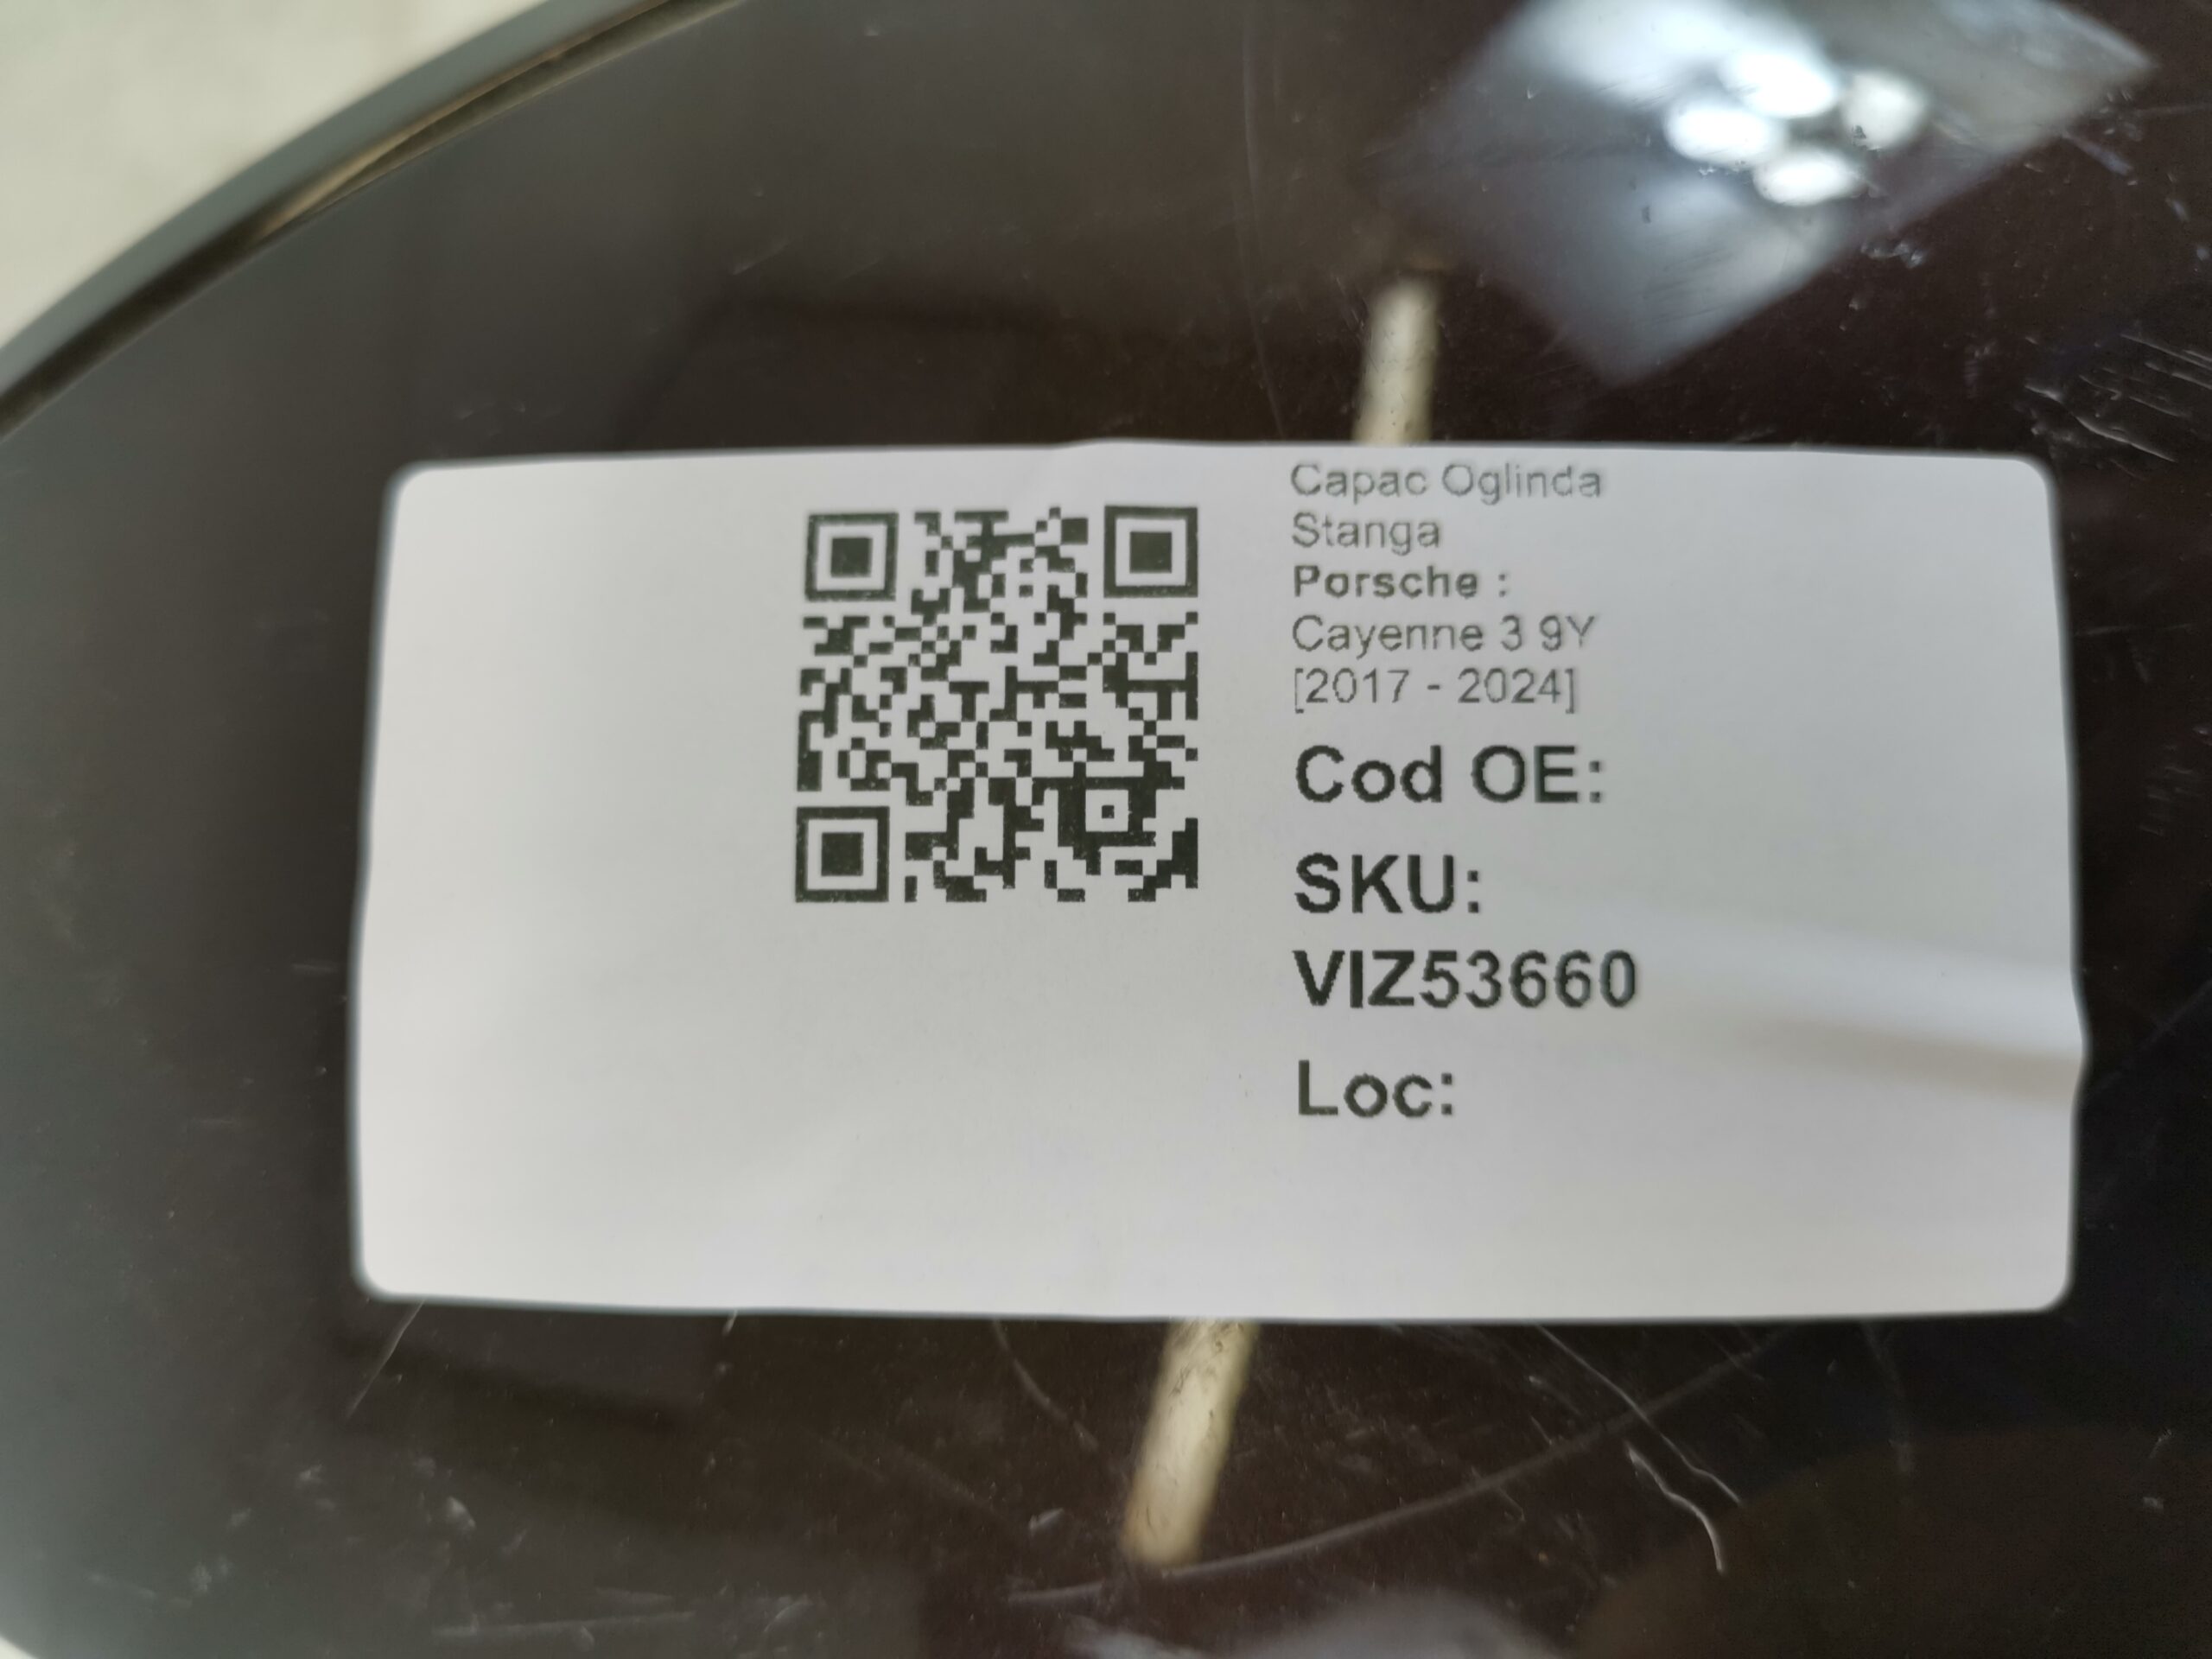 Capac Oglinda
Stanga
Porsche :
Cayenne 3 9Y
[2017 - 2024]
Cod OE:
SKU:
VIZ53660
Loc: